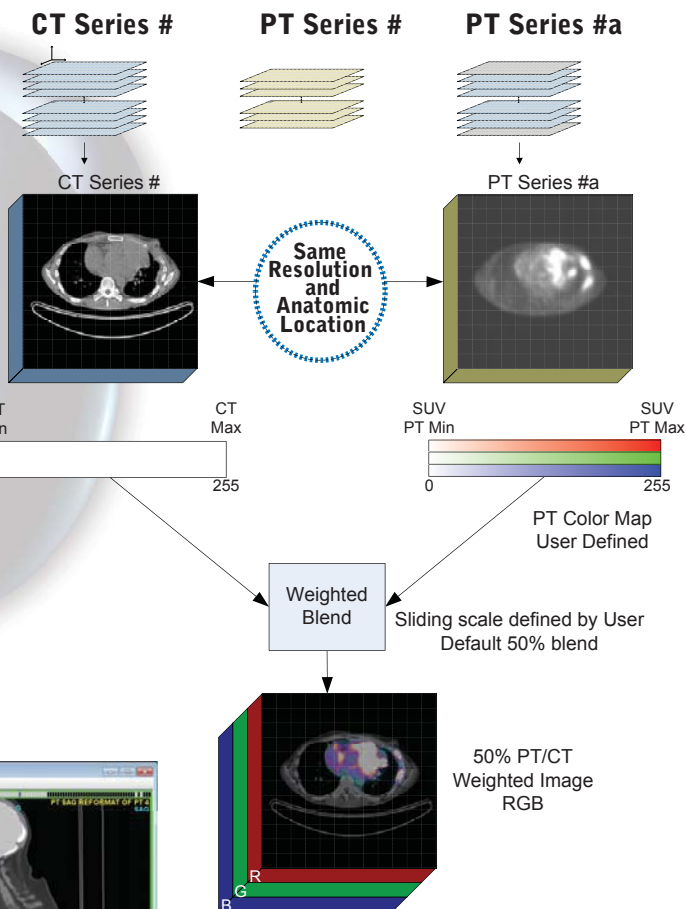 CT Series #
PT Series #
PT Series #a
CT Series #
PT Series #a
Same
Resolution
and
Anatomic
Location
CT
Max
255
SUV
PT Min
SUV
PT Max
0
255
PT Color Map
User Defined
Weighted
Blend
Sliding scale defined by User
Default 50% blend
50% PT/CT
Weighted Image
RGB
R
G
B
PT SAG REFORMAT OF PT 4
SAG